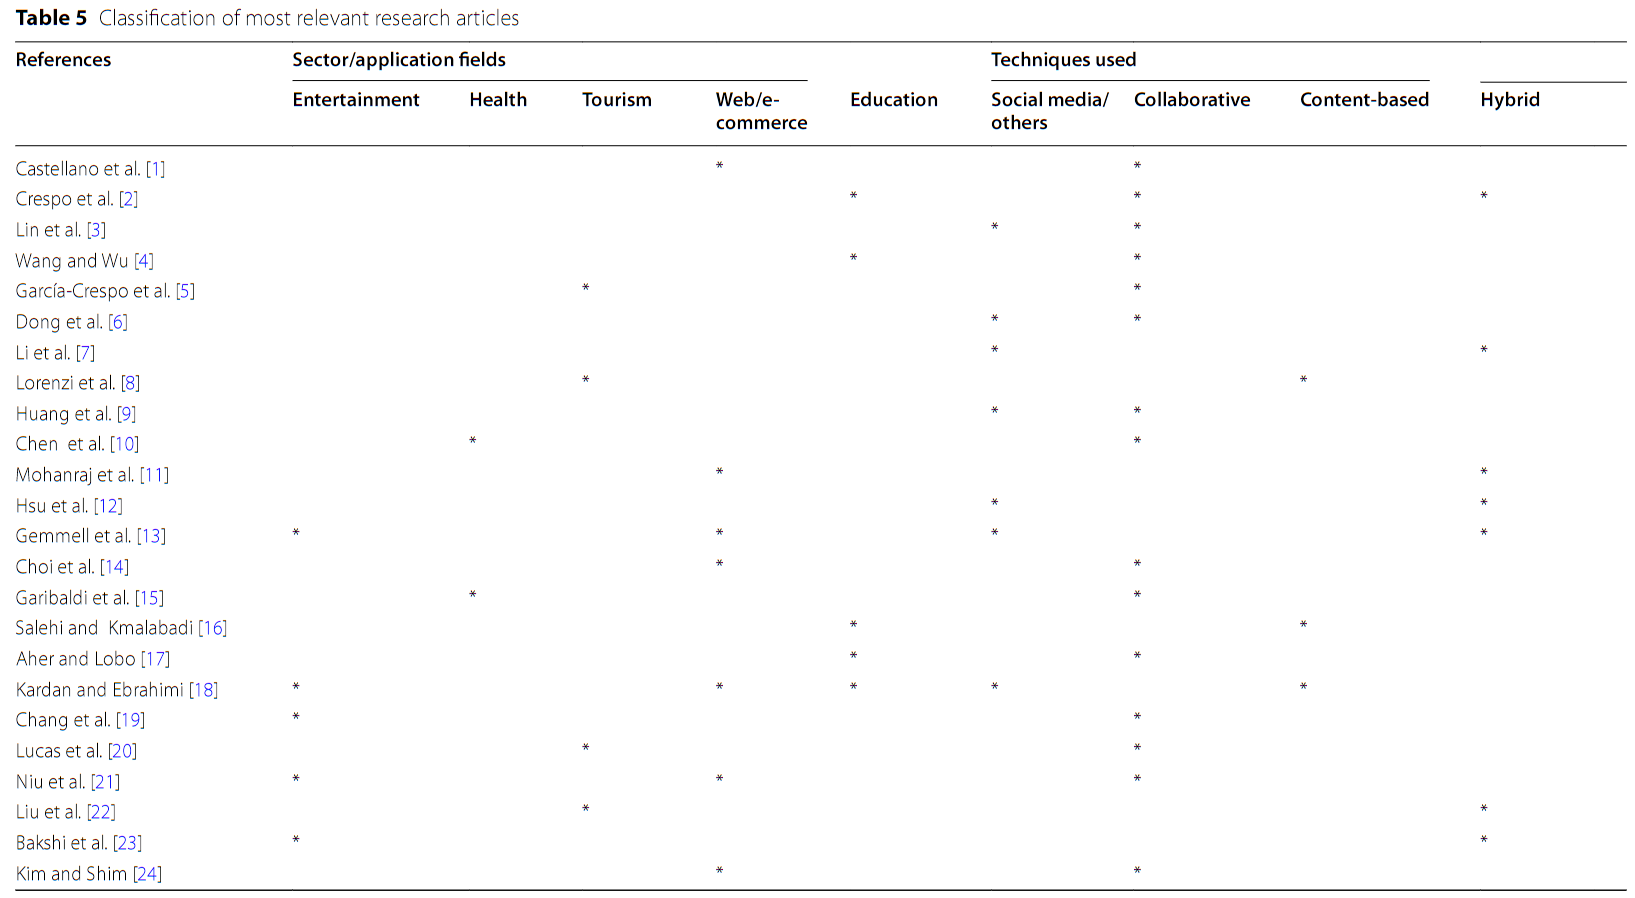 Table 5 Classification of most relevant research articles
References Sector/application fields Techniques used
Entertainment Health Tourism Web/e- Education Social media/ Collaborative Content-based Hybrid
commerce others
Castellano et al. [1] * *
Crespo et al. [2] * * *
Lin et al. [3] * *
Wang and Wu [4] * *
García-Crespo et al. [5] * *
Dong et al. [6] * *
Li et al. [7] * *
Lorenzi et al. [8] * *
Huang et al. [9] * *
Chen et al. [10] * *
Mohanraj et al. [11] * *
Hsu et al. [12] * *
Gemmell et al. [13] * * * *
Choi et al. [14] * *
Garibaldi et al. [15] * *
Salehi and Kmalabadi [16] * *
Aher and Lobo [17] * *
Kardan and Ebrahimi [18] * * * * *
Chang et al. [19] * *
Lucas et al. [20] * *
Niu et al. [21] * * *
Liu et al. [22] * *
Bakshi et al. [23] * *
Kim and Shim [24] * *